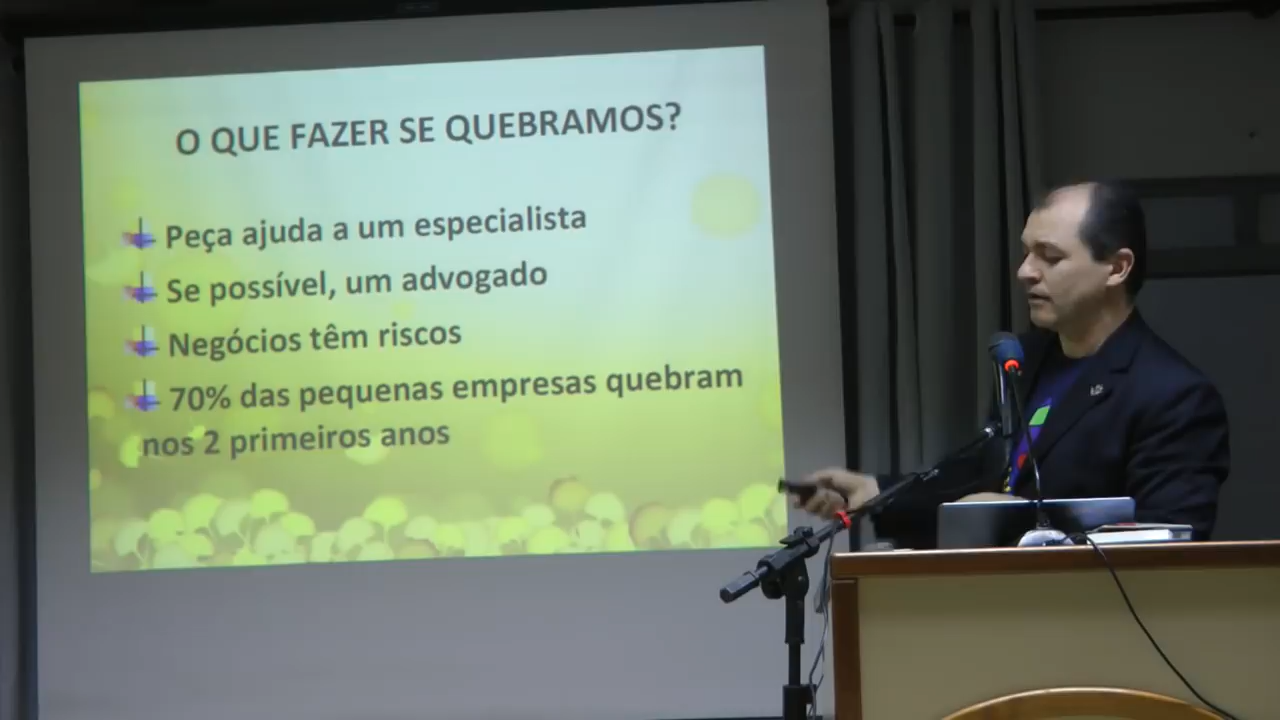 O QUE FAZER SE QUEBRAMOS?
Peça ajuda a um especialista
Se possível, um advogado
Negócios têm riscos
70% das pequenas empresas quebram
nos 2 primeiros anos